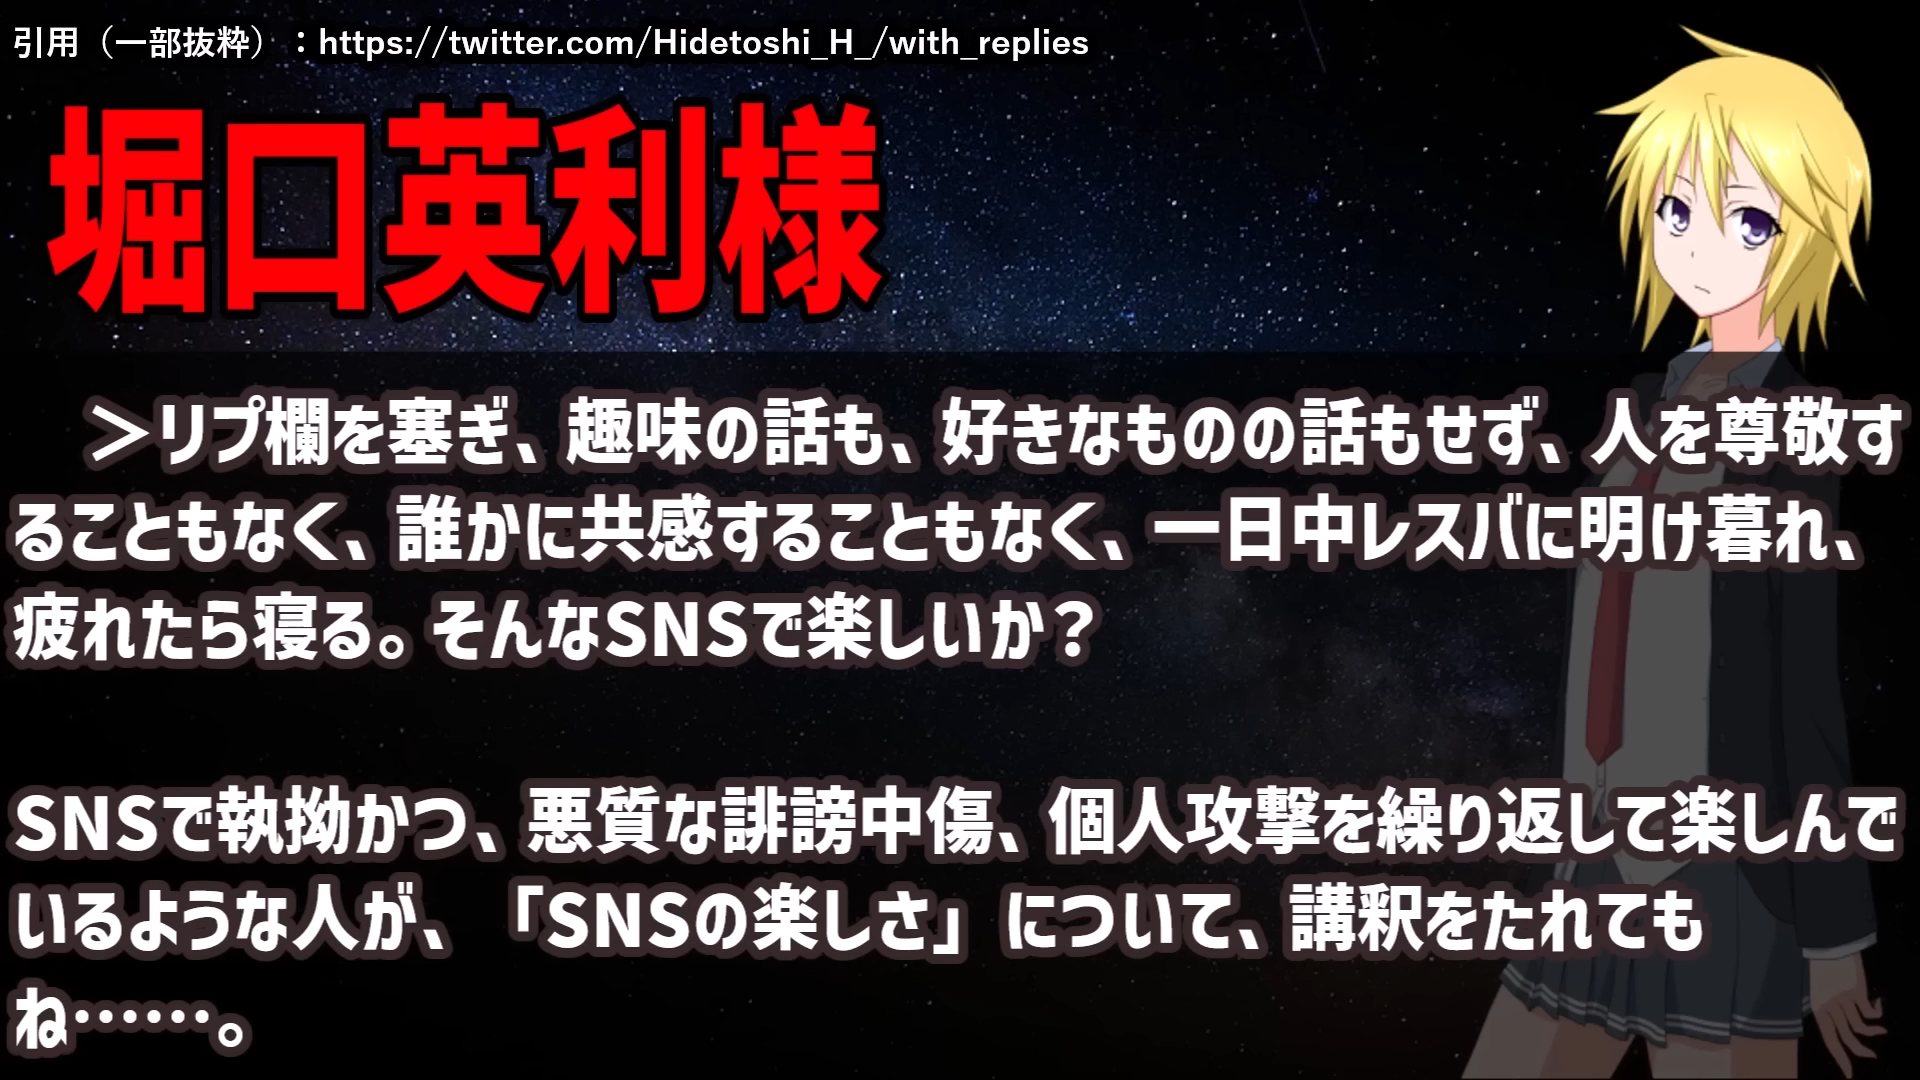 引用（一部抜粋）：https://twitter.com/Hidetoshi_H_/with_replies
堀口英利様
＞リプ欄を塞ぎ、趣味の話も、好きなものの話もせず、人を尊敬す
ることもなく、誰かに共感することもなく、一日中レスバに明け暮れ、
疲れたら寝る。そんなSNSで楽しいか？
SNSで執拗かつ、悪質な誹謗中傷、個人攻撃を繰り返して楽しんで
いるような人が、「SNSの楽しさ」について、講釈をたれても
ね……。